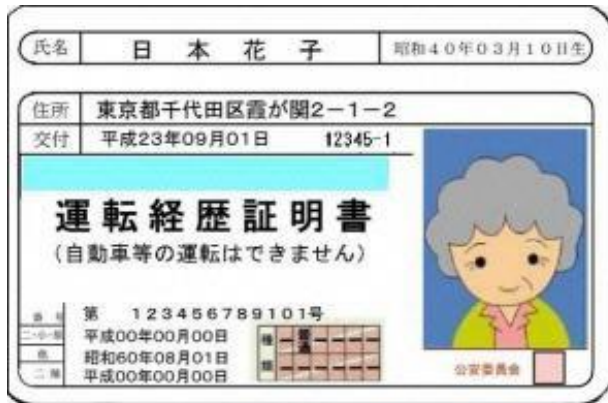 氏名 日本花子 昭和40年03月10日生
住所 東京都千代田区霞が関2-1-2
交付 平成23年09月01日 12345-1
運転経歴証明書
(自動車等の運転はできません)
第 123456789101号
平成00年00月00日
昭和60年08月01日
平成00年00月00日
種類 普通
公安委員会